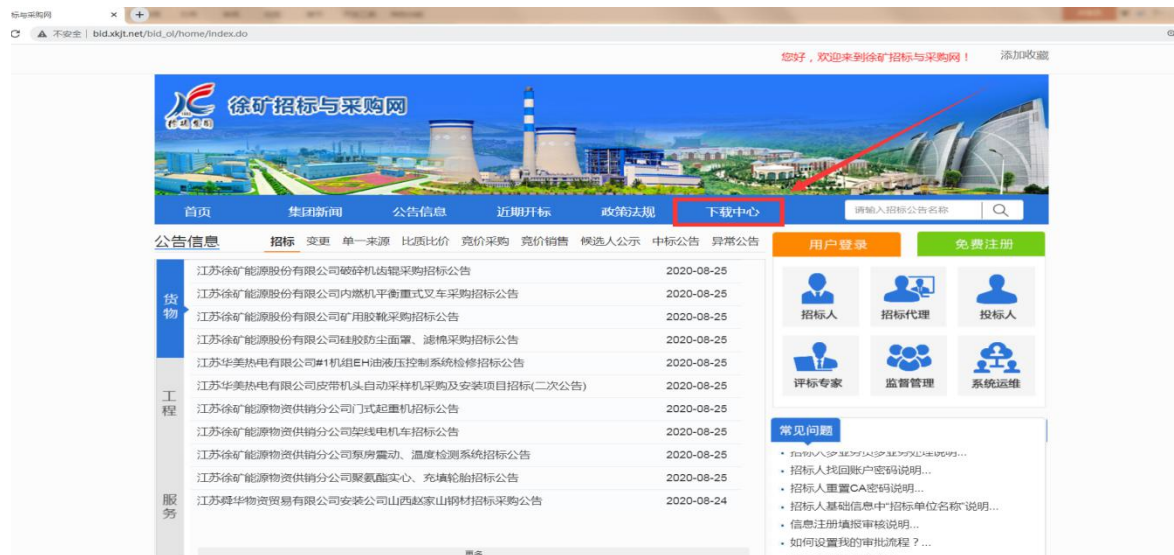 标与采购网 ×
不安全 | bid.xkjt.net/bid_ol/home/index.do
您好，欢迎来到徐矿招标与采购网！ 添加收藏
徐矿招标与采购网
首页 集团新闻 公告信息 近期开标 政策法规 下载中心 请输入招标公告名称
公告信息 招标 变更 单一来源 比质比价 竞价采购 竞价销售 候选人公示 中标公告 异常公告
用户登录 免费注册
货物
江苏徐矿能源股份有限公司破碎机齿辊采购招标公告 2020-08-25
江苏徐矿能源股份有限公司内燃机平衡重式叉车采购招标公告 2020-08-25
江苏徐矿能源股份有限公司矿用胶靴采购招标公告 2020-08-25
江苏徐矿能源股份有限公司硅胶防尘面罩、滤棉采购招标公告 2020-08-25
江苏华美热电有限公司#1机组EH油液压控制系统检修招标公告 2020-08-25
江苏华美热电有限公司皮带机头自动采样机采购及安装项目招标(二次公告) 2020-08-25
工程
江苏徐矿能源物资供销分公司门式起重机招标公告 2020-08-25
江苏徐矿能源物资供销分公司架线电机车招标公告 2020-08-25
江苏徐矿能源物资供销分公司泵房震动、温度检测系统招标公告 2020-08-25
江苏徐矿能源物资供销分公司聚氨酯实心、充填轮胎招标公告 2020-08-25
服务
江苏舜华物资贸易有限公司安装公司山西赵家山钢材招标采购公告 2020-08-24
招标人 招标代理 投标人
评标专家 监督管理 系统运维
常见问题
招标人多业务员多业务处理说明...
招标人找回账户密码说明...
招标人重置CA密码说明...
招标人基础信息中“招标单位名称”说明...
信息注册填报审核说明...
如何设置我的审批流程？...